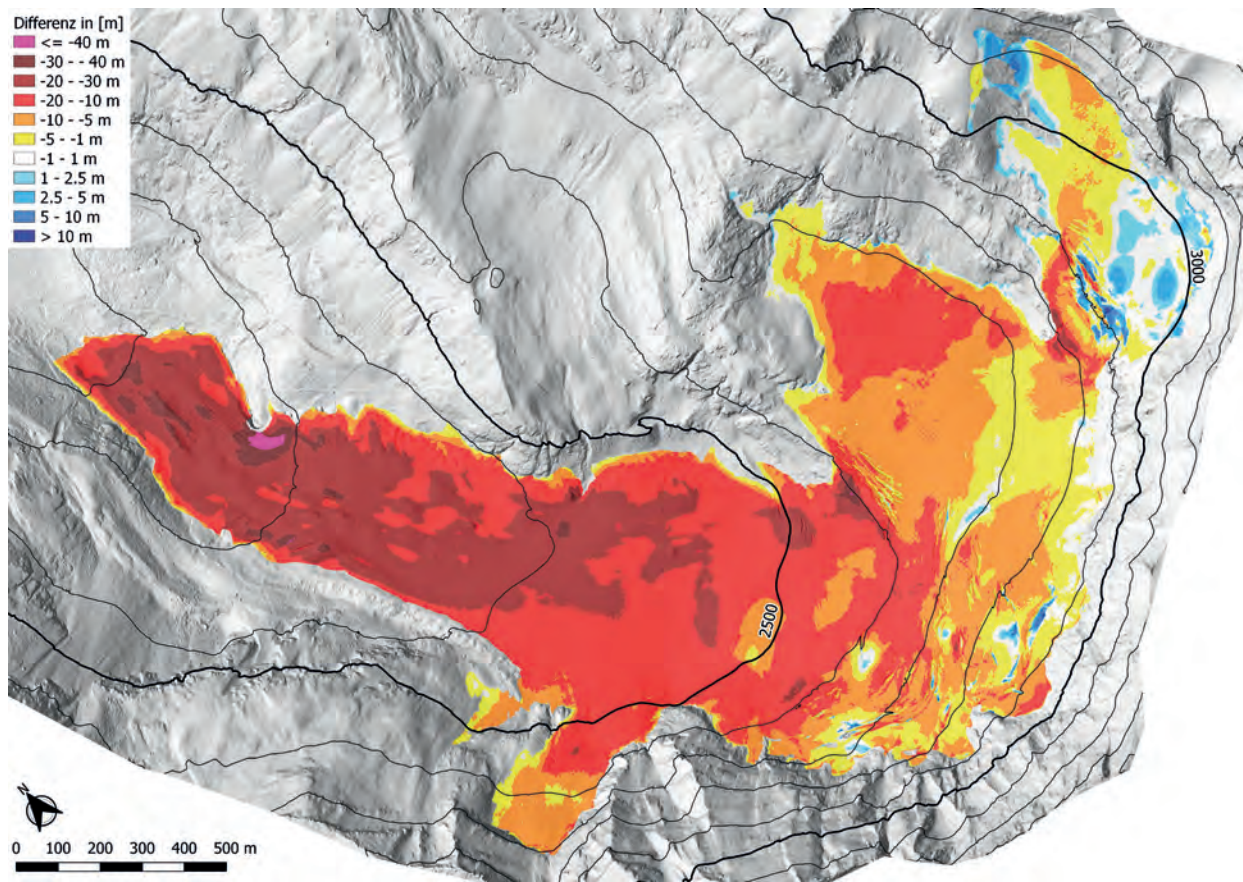 Differenz in [m]
<= -40 m
-30 - -40 m
-20 - -30 m
-20 - -10 m
-10 - -5 m
-5 - -1 m
-1 - 1 m
1 - 2.5 m
2.5 - 5 m
5 - 10 m
> 10 m
3000
2500
N
0 100 200 300 400 500 m